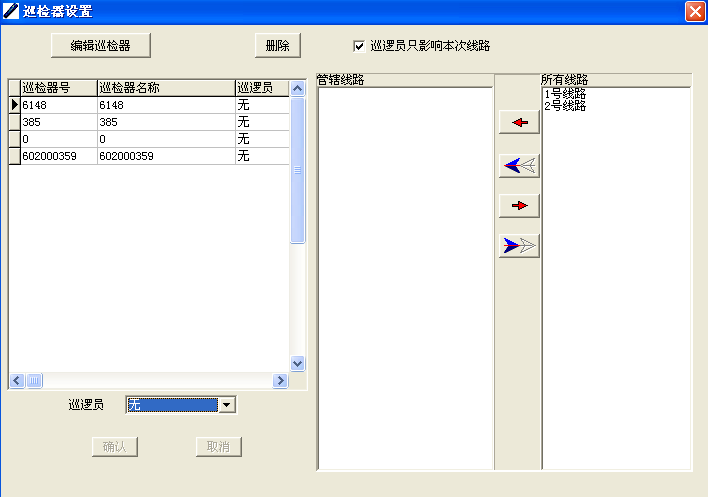 巡检器设置
编辑巡检器
删除
巡逻员只影响本次线路
巡检器号 巡检器名称 巡逻员
6148 6148 无
385 385 无
0 0 无
602000359 602000359 无
巡逻员 无
确认
取消
管辖线路
所有线路
1号线路
2号线路